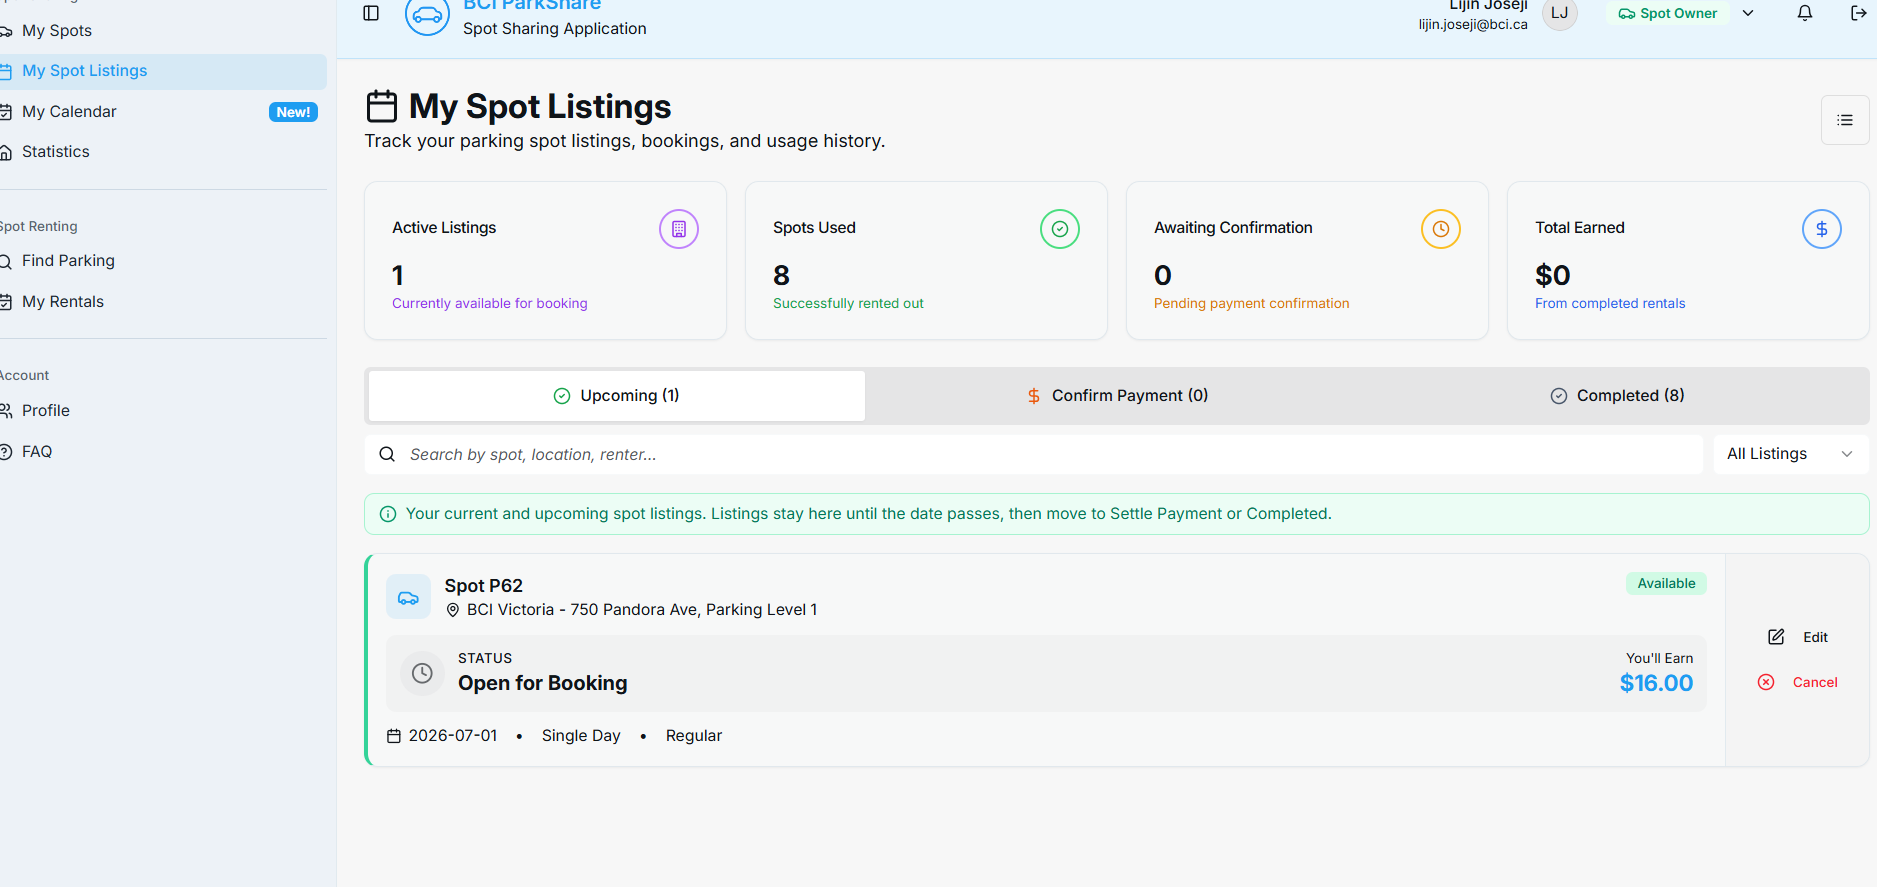 My Spots
My Spot Listings
My Calendar
New!
Statistics
Spot Renting
Find Parking
My Rentals
Account
Profile
FAQ
BCI ParkShare
Spot Sharing Application
Lijin Joseji
lijin.joseji@bci.ca
LJ
Spot Owner
My Spot Listings
Track your parking spot listings, bookings, and usage history.
Active Listings
1
Currently available for booking
Spots Used
8
Successfully rented out
Awaiting Confirmation
0
Pending payment confirmation
Total Earned
$0
From completed rentals
Upcoming (1)
Confirm Payment (0)
Completed (8)
Search by spot, location, renter...
All Listings
Your current and upcoming spot listings. Listings stay here until the date passes, then move to Settle Payment or Completed.
Spot P62
BCI Victoria - 750 Pandora Ave, Parking Level 1
Available
STATUS
Open for Booking
You'll Earn
$16.00
2026-07-01 • Single Day • Regular
Edit
Cancel